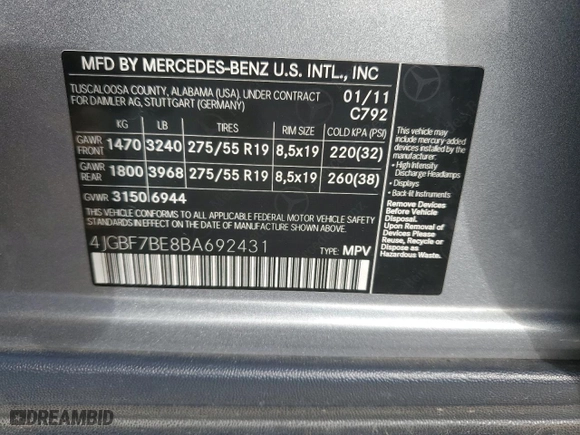 MFD BY MERCEDES-BENZ U.S. INTL., INC
TUSCALOOSA COUNTY, ALABAMA (USA), UNDER CONTRACT
FOR DAIMLER AG, STUTTGART (GERMANY)
01/11
C792
KG LB TIRES RIM SIZE COLD KPA (PSI)
GAWR FRONT 1470 3240 275/55 R19 8,5x19 220(32)
GAWR REAR 1800 3968 275/55 R19 8,5x19 260(38)
GVWR 3150 6944
THIS VEHICLE CONFORMS TO ALL APPLICABLE FEDERAL MOTOR VEHICLE
SAFETY STANDARDS IN EFFECT ON THE DATE OF MANUFACTURE SHOWN ABOVE.
4JGBF7BE8BA692431
TYPE: MPV
This vehicle may
include mercury-added
devices installed by the
manufacturer:
• High Intensity
Discharge Headlamps
• Displays
• Back-lit Instruments
Remove Devices
Before Vehicle
Disposal.
Upon Removal of
Devices Please
Reuse, Recycle or
Dispose as
Hazardous Waste.
DREAMBID